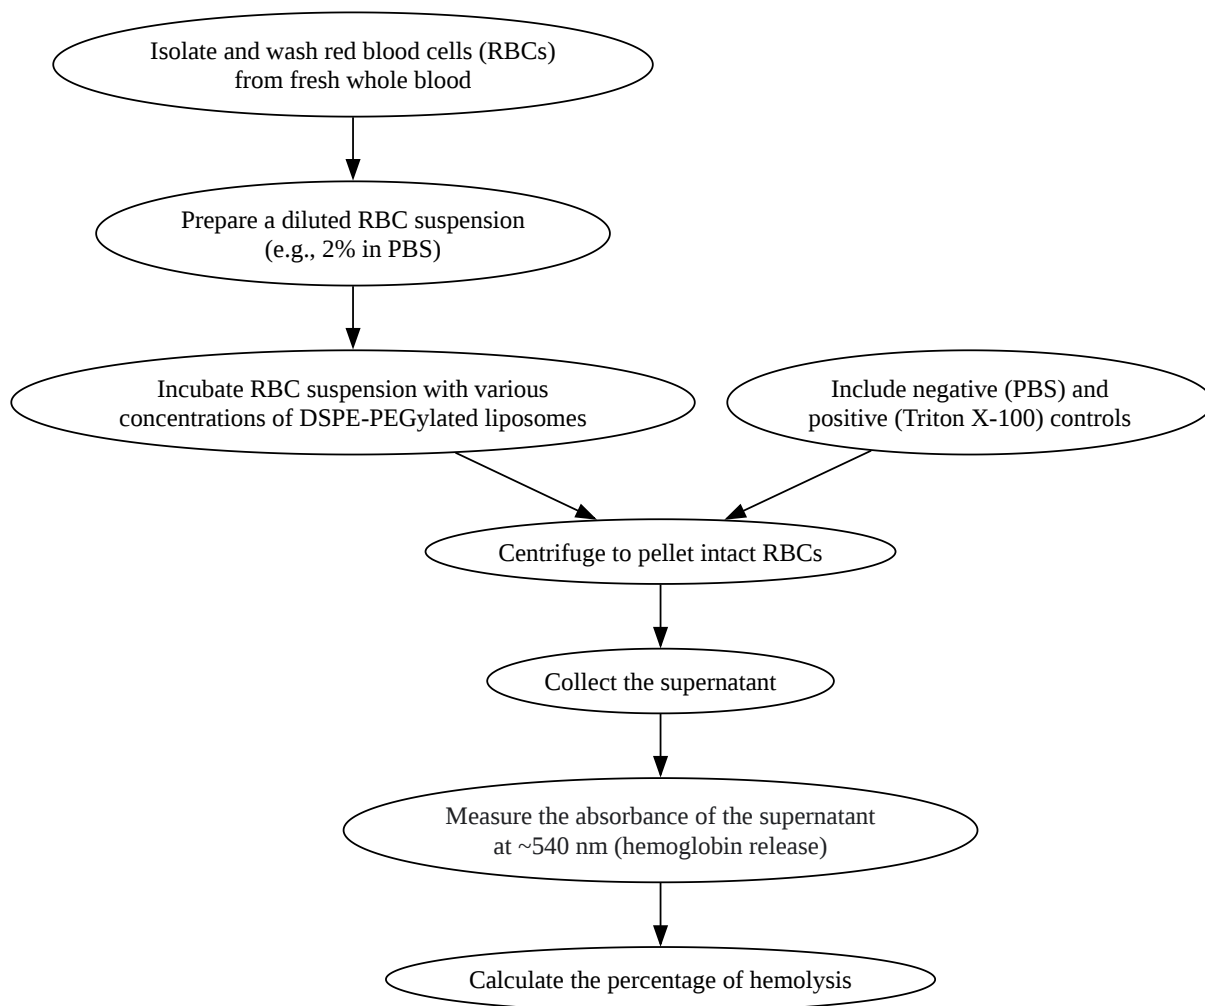 Isolate and wash red blood cells (RBCs)
from fresh whole blood
Prepare a diluted RBC suspension
(e.g., 2% in PBS)
Incubate RBC suspension with various
concentrations of DSPE-PEGylated liposomes
Include negative (PBS) and
positive (Triton X-100) controls
Centrifuge to pellet intact RBCs
Collect the supernatant
Measure the absorbance of the supernatant
at ~540 nm (hemoglobin release)
Calculate the percentage of hemolysis